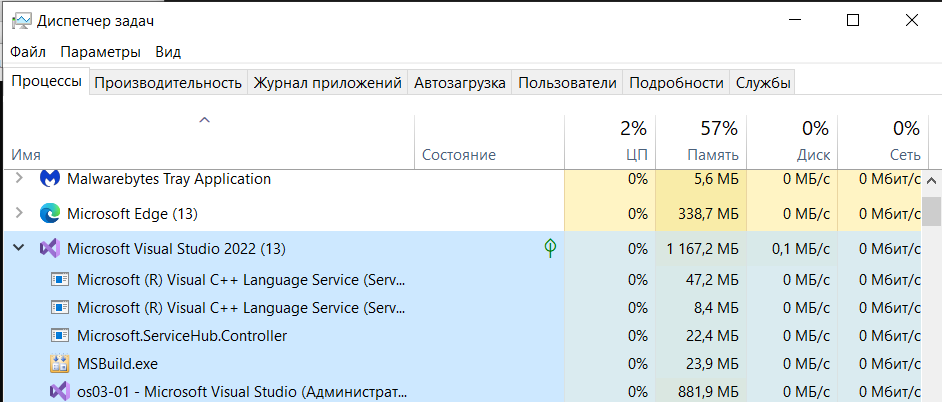 Диспетчер задач
Файл Параметры Вид
Процессы Производительность Журнал приложений Автозагрузка Пользователи Подробности Службы
2% 57% 0% 0%
Имя Состояние ЦП Память Диск Сеть
Malwarebytes Tray Application 0% 5,6 МБ 0 МБ/с 0 Мбит/с
Microsoft Edge (13) 0% 338,7 МБ 0 МБ/с 0 Мбит/с
Microsoft Visual Studio 2022 (13) 0% 1 167,2 МБ 0,1 МБ/с 0 Мбит/с
Microsoft (R) Visual C++ Language Service (Serv... 0% 47,2 МБ 0 МБ/с 0 Мбит/с
Microsoft (R) Visual C++ Language Service (Serv... 0% 8,4 МБ 0 МБ/с 0 Мбит/с
Microsoft.ServiceHub.Controller 0% 22,4 МБ 0 МБ/с 0 Мбит/с
MSBuild.exe 0% 23,9 МБ 0 МБ/с 0 Мбит/с
os03-01 - Microsoft Visual Studio (Администрат... 0% 881,9 МБ 0 МБ/с 0 Мбит/с